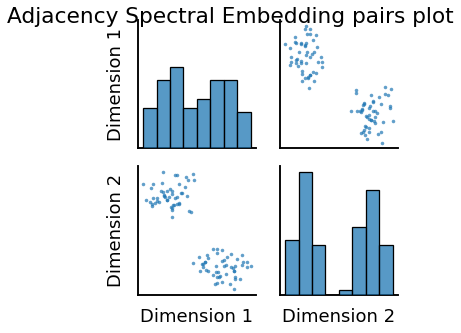 Adjacency Spectral Embedding pairs plot
Dimension 1
Dimension 2
Dimension 1
Dimension 2